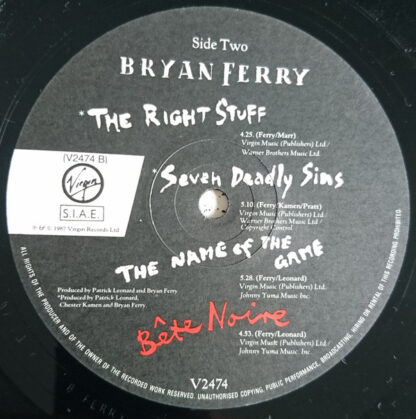 Side Two
BRYAN FERRY
*THE RIGHT STUFF
4.25. (Ferry/Marr)
Virgin Music (Publishers) Ltd/
Warner Brothers Music Ltd.
(V2474 B)
Virgin
S.I.A.E.
℗ & © 1987 Virgin Records Ltd
*Seven Deadly Sins
5.10. (Ferry/Kamen/Pratt)
Virgin Music (Publishers) Ltd/
Warner Brothers Music Ltd/
Copyright Control
THE NAME of THE
GAME
5.28. (Ferry/Leonard)
Virgin Music (Publishers) Ltd/
Johnny Yuma Music Inc.
Produced by Patrick Leonard and Bryan Ferry
*Produced by Patrick Leonard,
Chester Kamen and Bryan Ferry
Bête Noire
4.53. (Ferry/Leonard)
Virgin Music (Publishers) Ltd/
Johnny Yuma Music Inc.
V2474
ALL RIGHTS OF THE PRODUCER AND OF THE OWNER OF THE RECORDED WORK RESERVED. UNAUTHORISED COPYING, PUBLIC PERFORMANCE, BROADCASTING, HIRING OR RENTAL OF THIS RECORDING PROHIBITED.